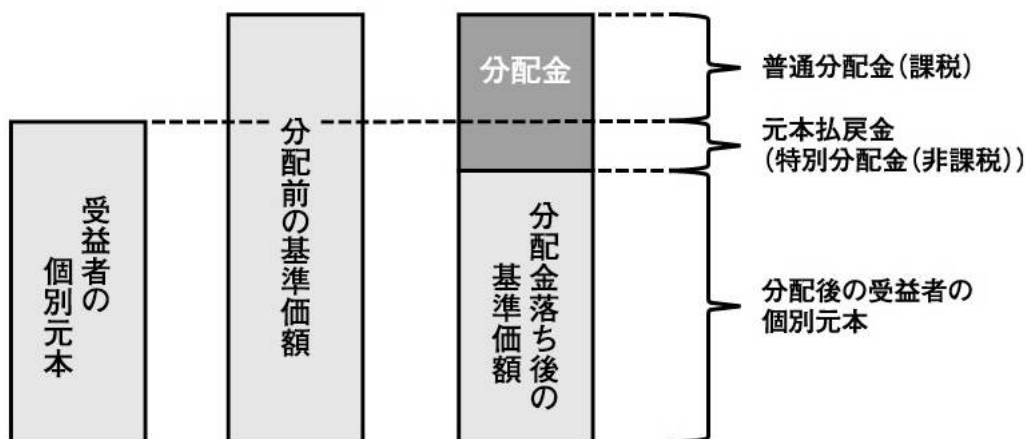 受益者の
個別元本
分配前の基準価額
分配金
分配金落ち後の
基準価額
普通分配金(課税)
元本払戻金
(特別分配金(非課税))
分配後の受益者の
個別元本